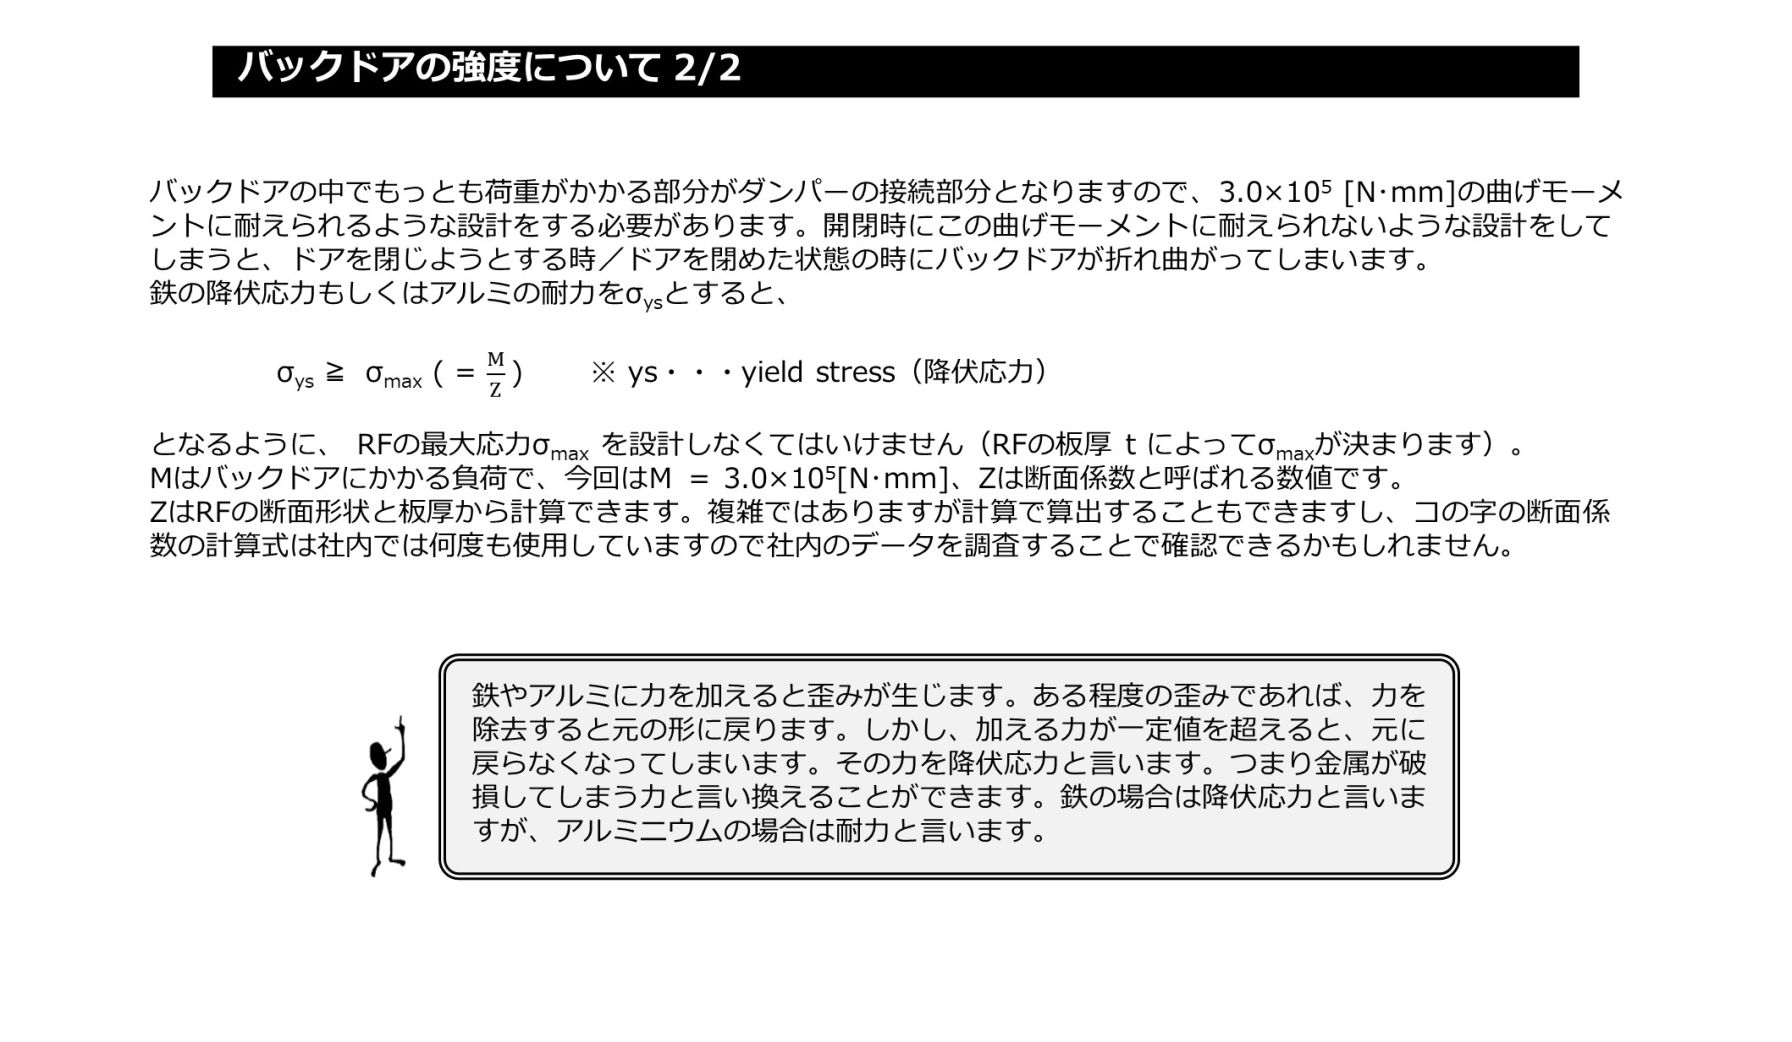 バックドアの強度について 2/2
バックドアの中でもっとも荷重がかかる部分がダンパーの接続部分となりますので、3.0×10⁵ [N･mm]の曲げモーメ
ントに耐えられるような設計をする必要があります。開閉時にこの曲げモーメントに耐えられないような設計をして
しまうと、ドアを閉じようとする時／ドアを閉めた状態の時にバックドアが折れ曲がってしまいます。
鉄の降伏応力もしくはアルミの耐力をσysとすると、
σys ≧ σmax ( = M/Z ) ※ ys・・・yield stress（降伏応力）
となるように、 RFの最大応力σmax を設計しなくてはいけません（RFの板厚 t によってσmaxが決まります）。
Mはバックドアにかかる負荷で、今回はM = 3.0×10⁵[N･mm]、Zは断面係数と呼ばれる数値です。
ZはRFの断面形状と板厚から計算できます。複雑ではありますが計算で算出することもできますし、コの字の断面係
数の計算式は社内では何度も使用していますので社内のデータを調査することで確認できるかもしれません。
鉄やアルミに力を加えると歪みが生じます。ある程度の歪みであれば、力を
除去すると元の形に戻ります。しかし、加える力が一定値を超えると、元に
戻らなくなってしまいます。その力を降伏応力と言います。つまり金属が破
損してしまう力と言い換えることができます。鉄の場合は降伏応力と言いま
すが、アルミニウムの場合は耐力と言います。